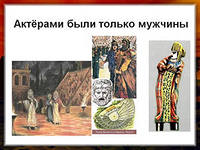 Актёрами были только мужчины